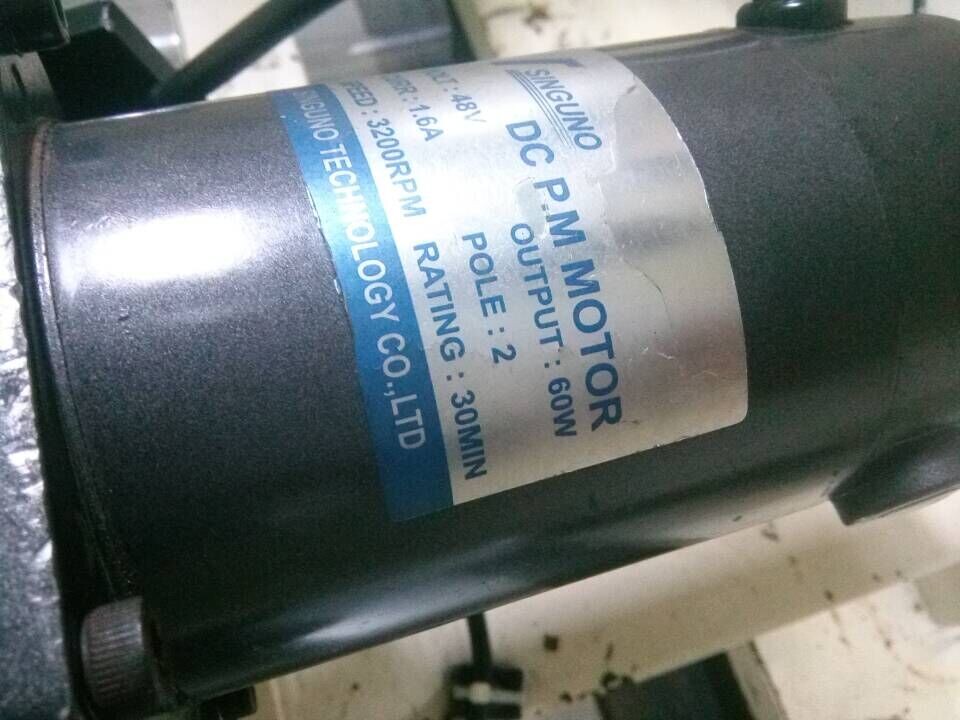 SINGUNO
DC P.M MOTOR
OUTPUT : 60W
48V POLE : 2
: 1.6A
: 3200RPM RATING : 30MIN
TECHNOLOGY CO.,LTD